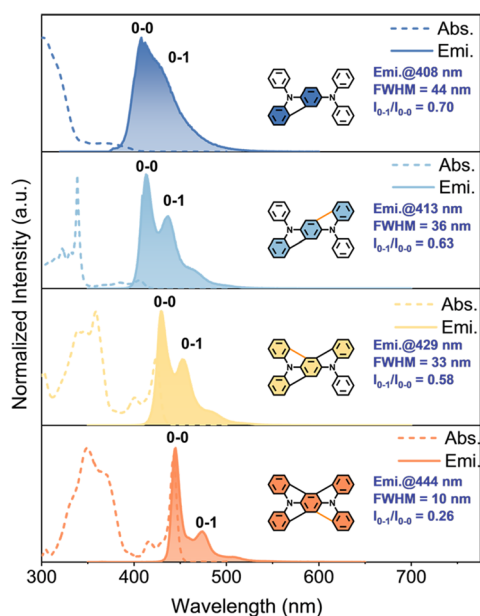 Normalized Intensity (a.u.)
0-0
0-1
Abs.
Emi.
Emi.@408 nm
FWHM = 44 nm
I0-1/I0-0 = 0.70
N
N
0-0
0-1
Abs.
Emi.
Emi.@413 nm
FWHM = 36 nm
I0-1/I0-0 = 0.63
N
N
0-0
0-1
Abs.
Emi.
Emi.@429 nm
FWHM = 33 nm
I0-1/I0-0 = 0.58
N
N
0-0
0-1
Abs.
Emi.
Emi.@444 nm
FWHM = 10 nm
I0-1/I0-0 = 0.26
N
N
300 400 500 600 700
Wavelength (nm)